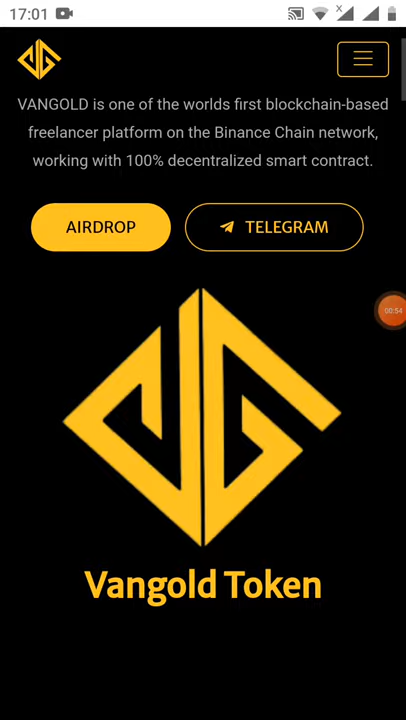 17:01
VANGOLD is one of the worlds first blockchain-based
freelancer platform on the Binance Chain network,
working with 100% decentralized smart contract.
AIRDROP
TELEGRAM
00:54
Vangold Token